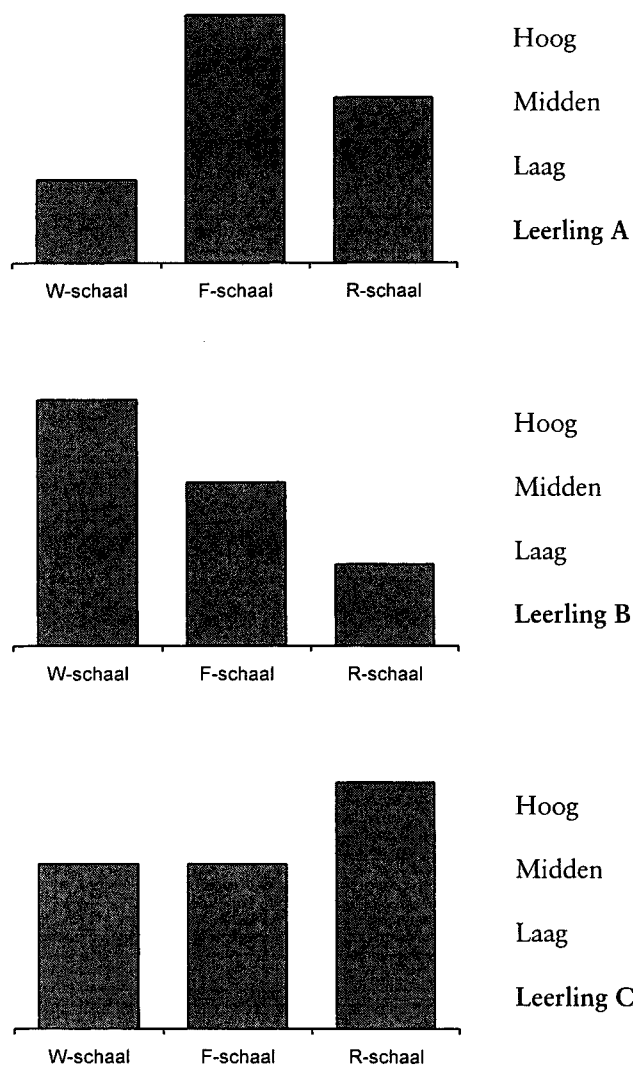 Hoog
Midden
Laag
Leerling A
W-schaal F-schaal R-schaal
Hoog
Midden
Laag
Leerling B
W-schaal F-schaal R-schaal
Hoog
Midden
Laag
Leerling C
W-schaal F-schaal R-schaal